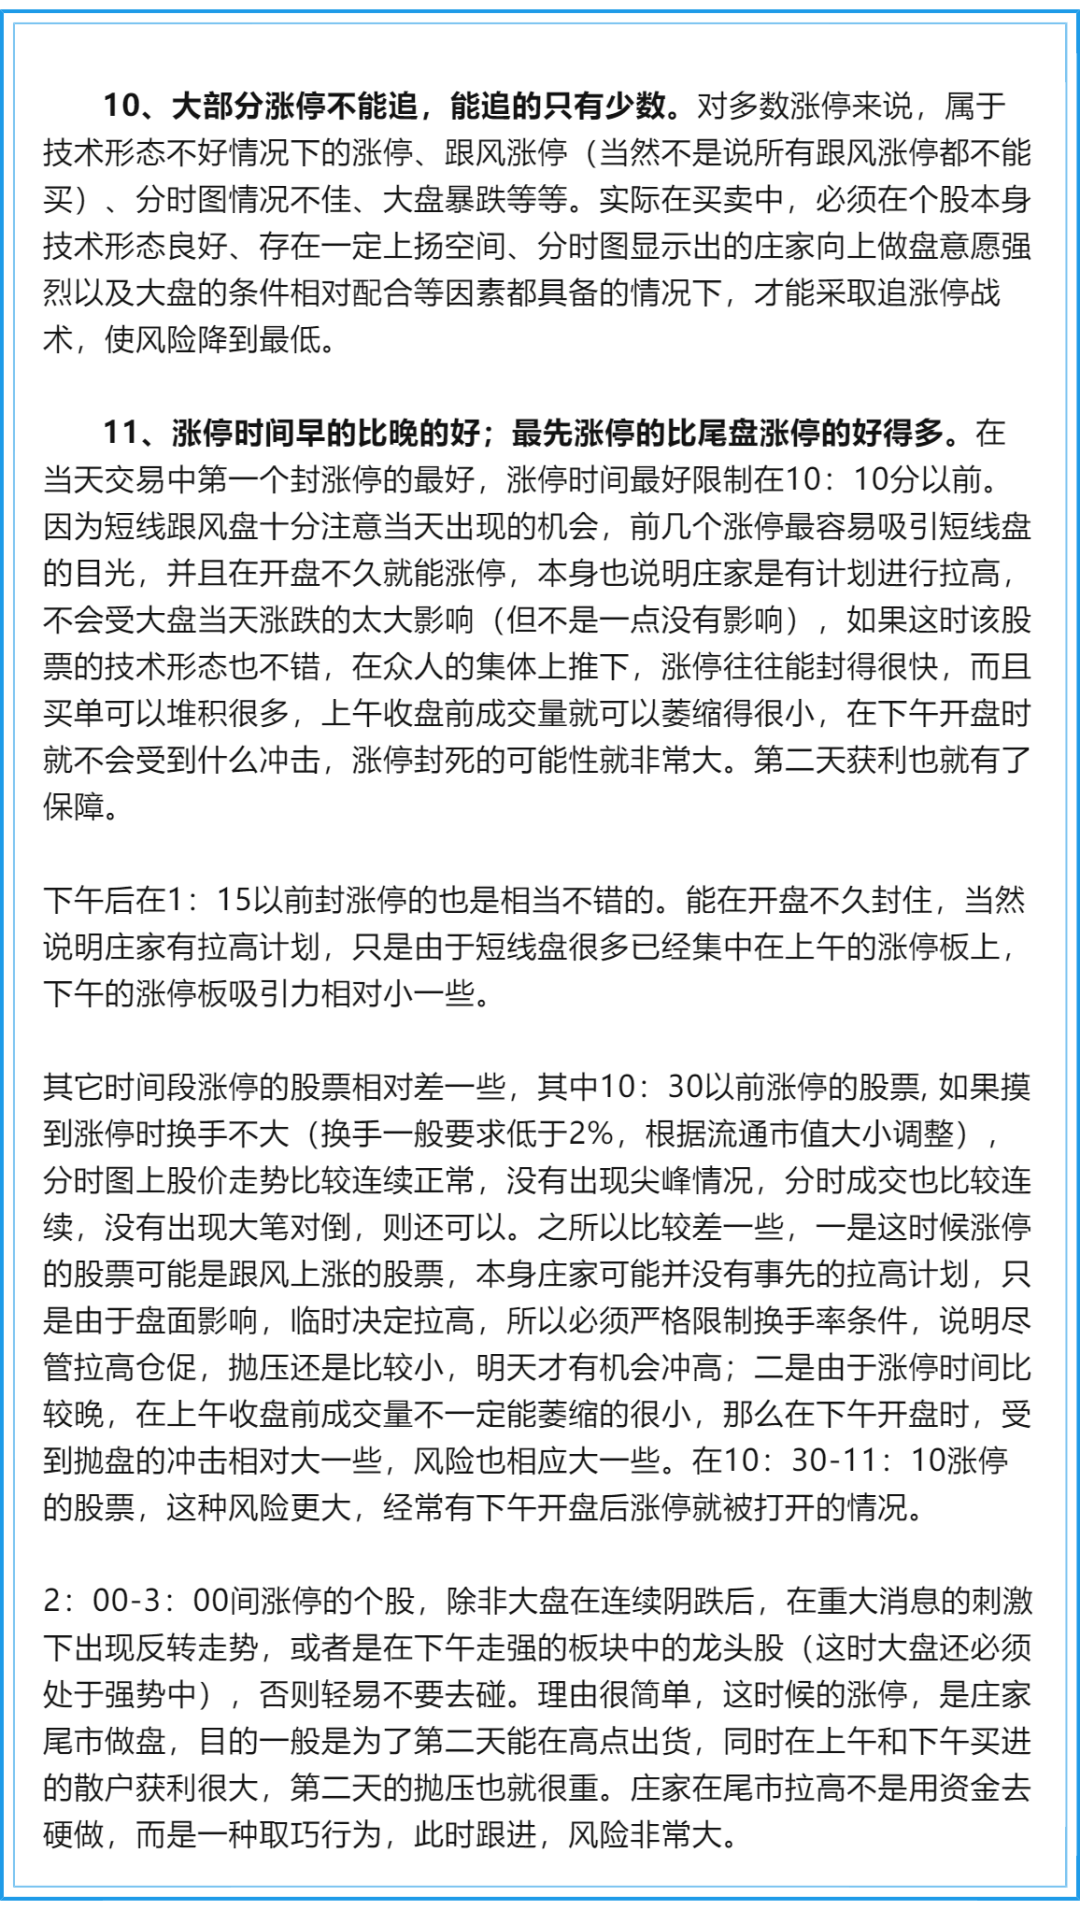 10、大部分涨停不能追，能追的只有少数。对多数涨停来说，属于
技术形态不好情况下的涨停、跟风涨停（当然不是说所有跟风涨停都不能
买）、分时图情况不佳、大盘暴跌等等。实际在买卖中，必须在个股本身
技术形态良好、存在一定上扬空间、分时图显示出的庄家向上做盘意愿强
烈以及大盘的条件相对配合等因素都具备的情况下，才能采取追涨停战
术，使风险降到最低。
11、涨停时间早的比晚的好；最先涨停的比尾盘涨停的好得多。在
当天交易中第一个封涨停的最好，涨停时间最好限制在10：10分以前。
因为短线跟风盘十分注意当天出现的机会，前几个涨停最容易吸引短线盘
的目光，并且在开盘不久就能涨停，本身也说明庄家是有计划进行拉高，
不会受大盘当天涨跌的太大影响（但不是一点没有影响），如果这时该股
票的技术形态也不错，在众人的集体上推下，涨停往往能封得很快，而且
买单可以堆积很多，上午收盘前成交量就可以萎缩得很小，在下午开盘时
就不会受到什么冲击，涨停封死的可能性就非常大。第二天获利也就有了
保障。
下午后在1：15以前封涨停的也是相当不错的。能在开盘不久封住，当然
说明庄家有拉高计划，只是由于短线盘很多已经集中在上午的涨停板上，
下午的涨停板吸引力相对小一些。
其它时间段涨停的股票相对差一些，其中10：30以前涨停的股票，如果摸
到涨停时换手不大（换手一般要求低于2%，根据流通市值大小调整），
分时图上股价走势比较连续正常，没有出现尖峰情况，分时成交也比较连
续，没有出现大笔对倒，则还可以。之所以比较差一些，一是这时候涨停
的股票可能是跟风上涨的股票，本身庄家可能并没有事先的拉高计划，只
是由于盘面影响，临时决定拉高，所以必须严格限制换手率条件，说明尽
管拉高仓促，抛压还是比较小，明天才有机会冲高；二是由于涨停时间比
较晚，在上午收盘前成交量不一定能萎缩的很小，那么在下午开盘时，受
到抛盘的冲击相对大一些，风险也相应大一些。在10：30-11：10涨停
的股票，这种风险更大，经常有下午开盘后涨停就被打开的情况。
2：00-3：00间涨停的个股，除非大盘在连续阴跌后，在重大消息的刺激
下出现反转走势，或者是在下午走强的板块中的龙头股（这时大盘还必须
处于强势中），否则轻易不要去碰。理由很简单，这时候的涨停，是庄家
尾市做盘，目的一般是为了第二天能在高点出货，同时在上午和下午买进
的散户获利很大，第二天的抛压也就很重。庄家在尾市拉高不是用资金去
硬做，而是一种取巧行为，此时跟进，风险非常大。